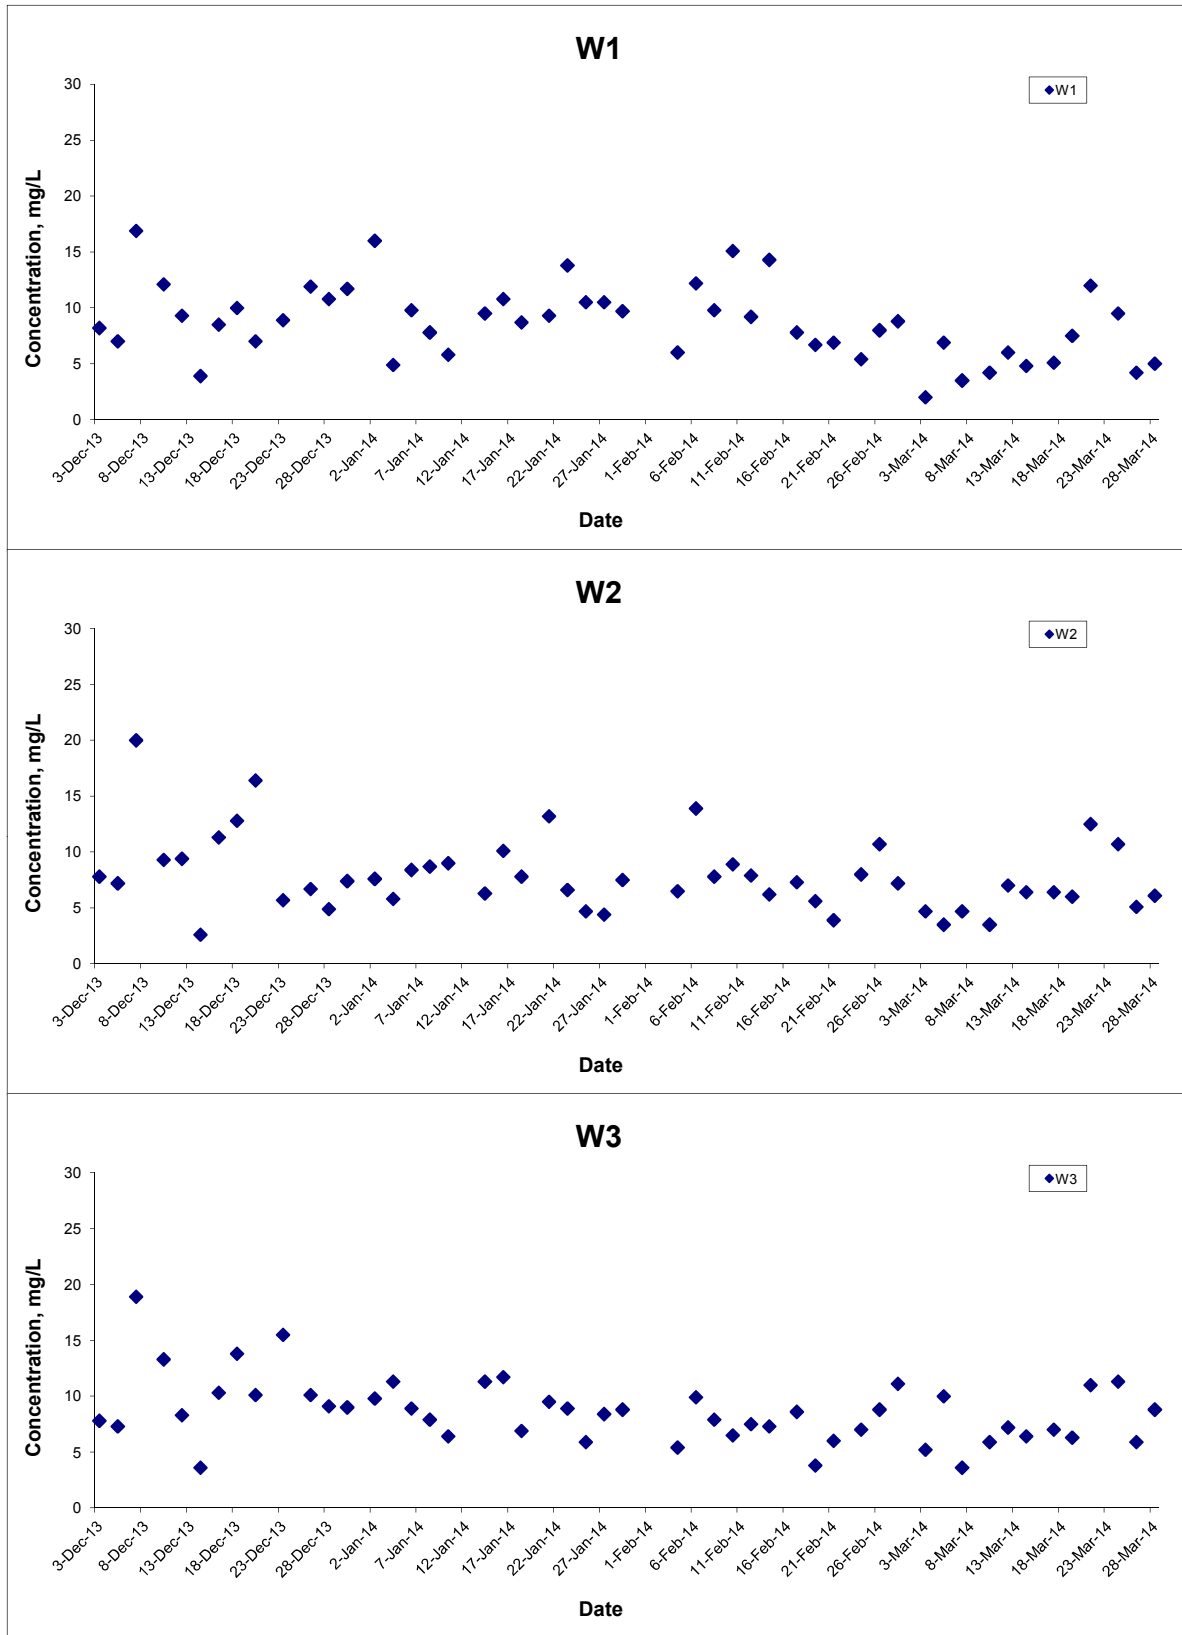 W1
30
W1
25
20
15
10
5
0
Concentration, mg/L
3-Dec-13 8-Dec-13 13-Dec-13 18-Dec-13 23-Dec-13 28-Dec-13 2-Jan-14 7-Jan-14 12-Jan-14 17-Jan-14 22-Jan-14 27-Jan-14 1-Feb-14 6-Feb-14 11-Feb-14 16-Feb-14 21-Feb-14 26-Feb-14 3-Mar-14 8-Mar-14 13-Mar-14 18-Mar-14 23-Mar-14 28-Mar-14
Date
W2
30
W2
25
20
15
10
5
0
Concentration, mg/L
3-Dec-13 8-Dec-13 13-Dec-13 18-Dec-13 23-Dec-13 28-Dec-13 2-Jan-14 7-Jan-14 12-Jan-14 17-Jan-14 22-Jan-14 27-Jan-14 1-Feb-14 6-Feb-14 11-Feb-14 16-Feb-14 21-Feb-14 26-Feb-14 3-Mar-14 8-Mar-14 13-Mar-14 18-Mar-14 23-Mar-14 28-Mar-14
Date
W3
30
W3
25
20
15
10
5
0
Concentration, mg/L
3-Dec-13 8-Dec-13 13-Dec-13 18-Dec-13 23-Dec-13 28-Dec-13 2-Jan-14 7-Jan-14 12-Jan-14 17-Jan-14 22-Jan-14 27-Jan-14 1-Feb-14 6-Feb-14 11-Feb-14 16-Feb-14 21-Feb-14 26-Feb-14 3-Mar-14 8-Mar-14 13-Mar-14 18-Mar-14 23-Mar-14 28-Mar-14
Date